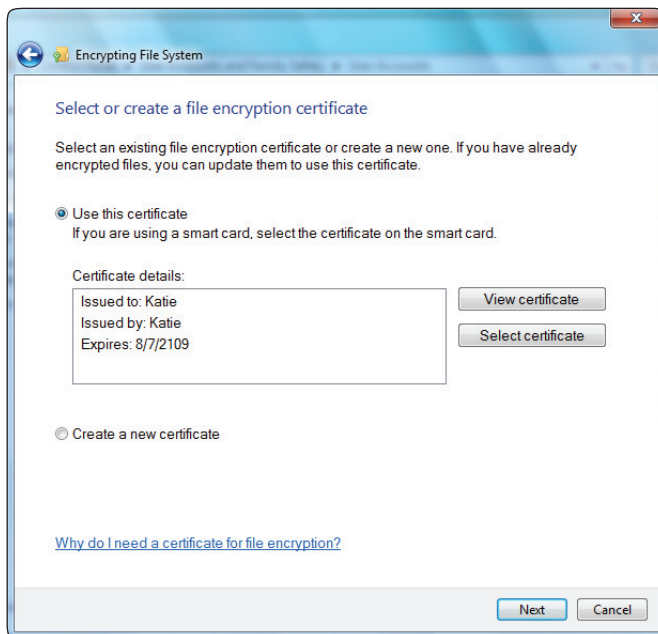 Encrypting File System
Select or create a file encryption certificate
Select an existing file encryption certificate or create a new one. If you have already
encrypted files, you can update them to use this certificate.
Use this certificate
If you are using a smart card, select the certificate on the smart card.
Certificate details:
Issued to: Katie
Issued by: Katie
Expires: 8/7/2109
View certificate
Select certificate
Create a new certificate
Why do I need a certificate for file encryption?
Next
Cancel